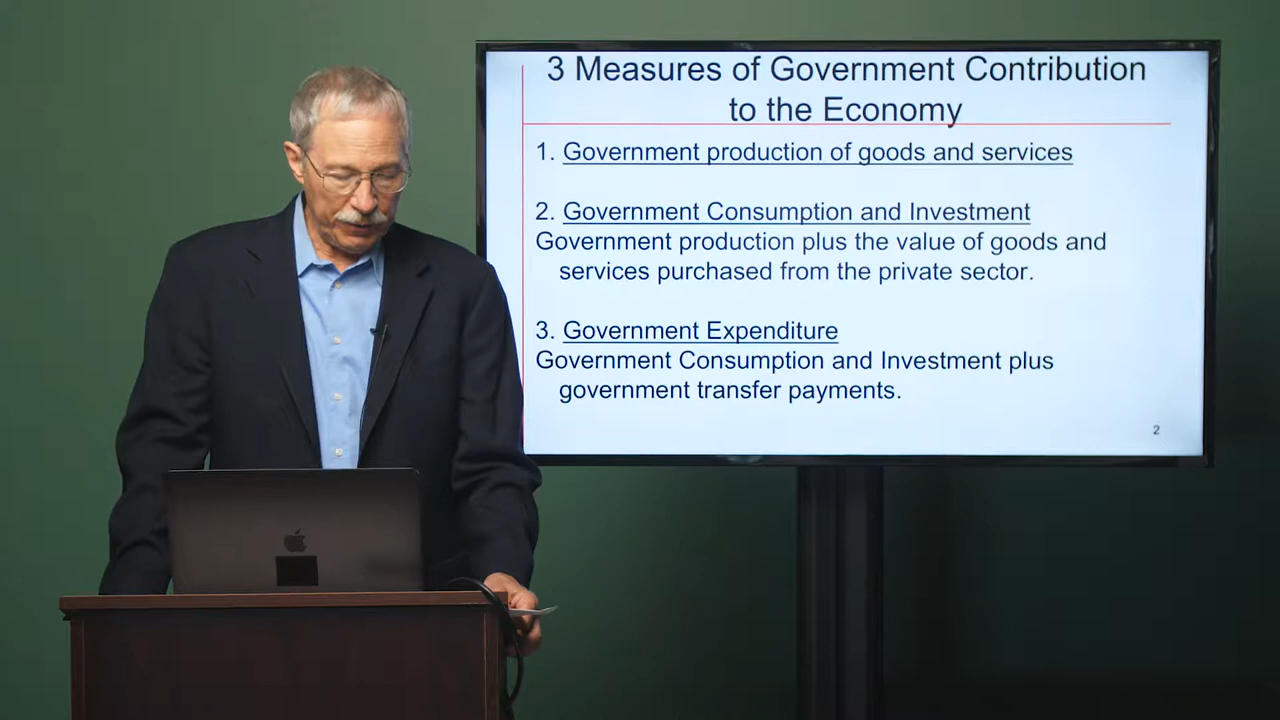 3 Measures of Government Contribution
to the Economy
1. Government production of goods and services
2. Government Consumption and Investment
Government production plus the value of goods and
services purchased from the private sector.
3. Government Expenditure
Government Consumption and Investment plus
government transfer payments.
2